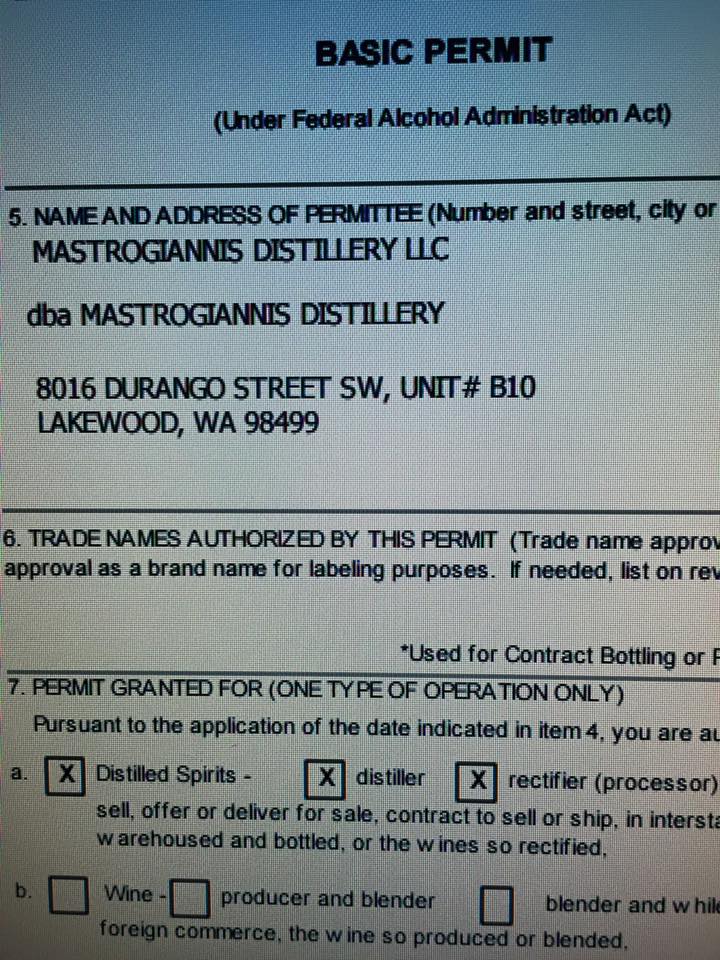 BASIC PERMIT
(Under Federal Alcohol Administration Act)
5. NAME AND ADDRESS OF PERMITTEE (Number and street, city or
MASTROGIANNIS DISTILLERY LLC
dba MASTROGIANNIS DISTILLERY
8016 DURANGO STREET SW, UNIT# B10
LAKEWOOD, WA 98499
6. TRADE NAMES AUTHORIZED BY THIS PERMIT (Trade name approv
approval as a brand name for labeling purposes. If needed, list on rev
*Used for Contract Bottling or
7. PERMIT GRANTED FOR (ONE TYPE OF OPERATION ONLY)
Pursuant to the application of the date indicated in item 4, you are au
a. X Distilled Spirits - X distiller X rectifier (processor)
sell, offer or deliver for sale, contract to sell or ship, in intersta
warehoused and bottled, or the wines so rectified,
b. Wine - producer and blender blender and while
foreign commerce, the wine so produced or blended,